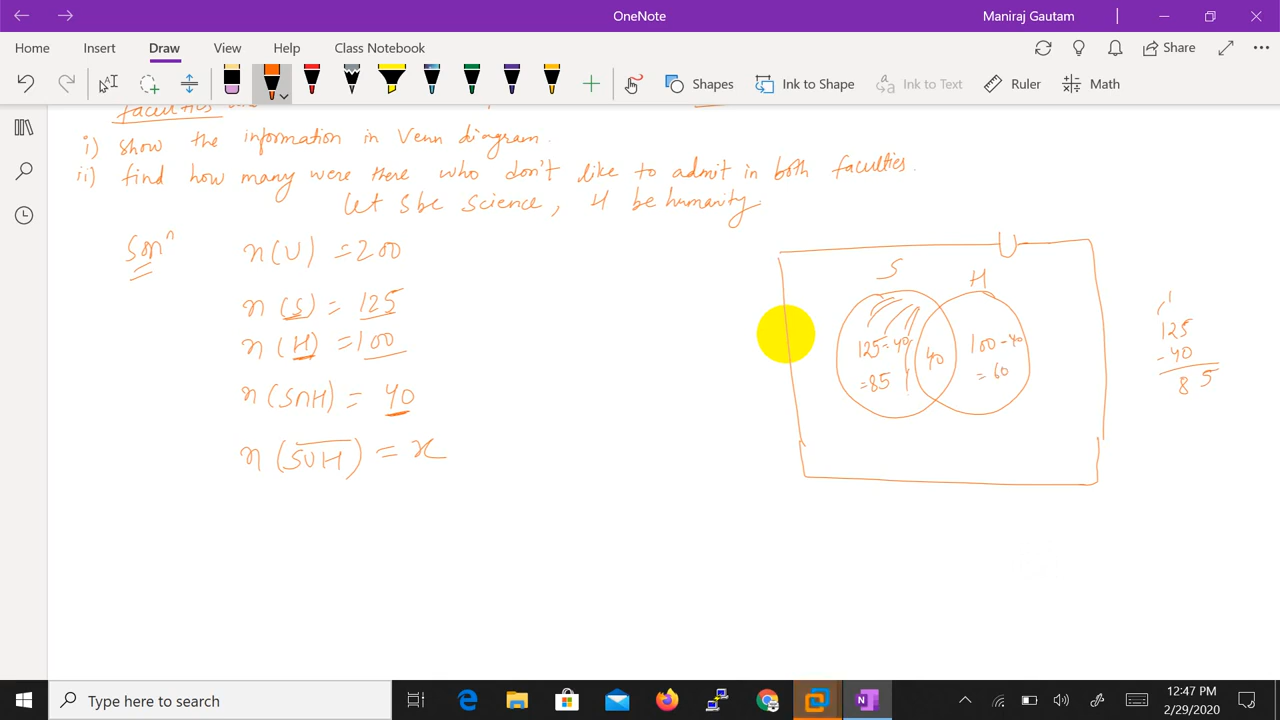 OneNote
Maniraj Gautam
Home Insert Draw View Help Class Notebook
Share
Shapes Ink to Shape Ink to Text Ruler Math
faculties
i) show the information in Venn diagram.
ii) find how many were there who don't like to admit in both faculties.
let S be Science, H be humanity
Sol^n
n(U) = 200
n(S) = 125
n(H) = 100
n(S∩H) = 40
n(S̅U̅H̅) = x
U
S H
125-40
=85
40
100-40
=60
125
-40
85
Type here to search
12:47 PM
2/29/2020